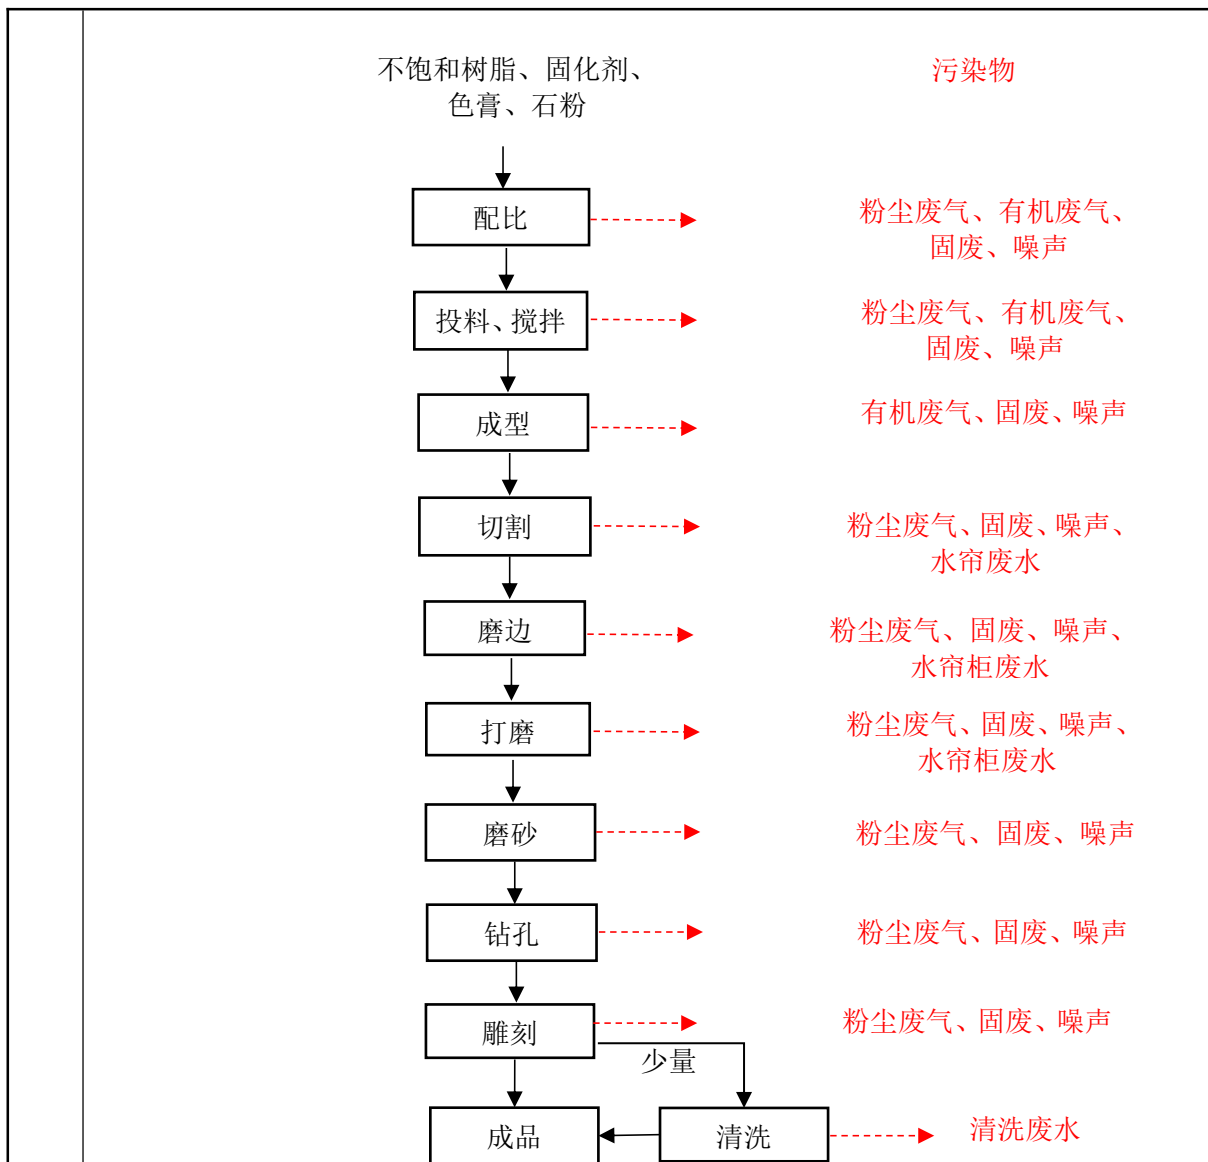 不饱和树脂、固化剂、
色膏、石粉
污染物
配比
粉尘废气、有机废气、
固废、噪声
投料、搅拌
粉尘废气、有机废气、
固废、噪声
成型
有机废气、固废、噪声
切割
粉尘废气、固废、噪声、
水帘废水
磨边
粉尘废气、固废、噪声、
水帘柜废水
打磨
粉尘废气、固废、噪声、
水帘柜废水
磨砂
粉尘废气、固废、噪声
钻孔
粉尘废气、固废、噪声
雕刻
粉尘废气、固废、噪声
少量
成品
清洗
清洗废水